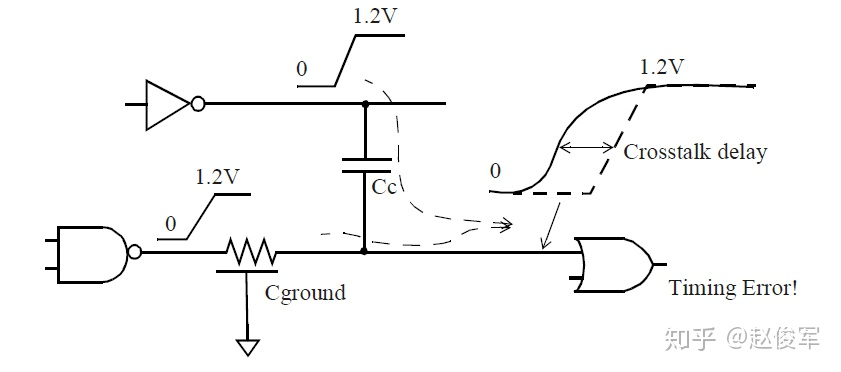 1.2V
0
1.2V
0
Crosstalk delay
Cc
1.2V
0
Cground
Timing Error!
知乎 @赵俊军